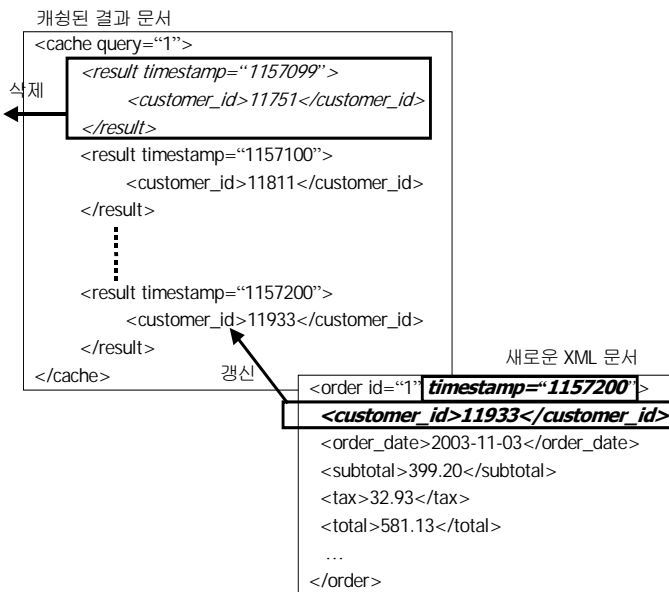 캐슁된 결과 문서
<cache query=“1”>
<result timestamp=“1157099”>
<customer_id>11751</customer_id>
</result>
삭제
<result timestamp=“1157100”>
<customer_id>11811</customer_id>
</result>
<result timestamp=“1157200”>
<customer_id>11933</customer_id>
</result>
</cache>
갱신
새로운 XML 문서
<order id=“1” timestamp=“1157200”>
<customer_id>11933</customer_id>
<order_date>2003-11-03</order_date>
<subtotal>399.20</subtotal>
<tax>32.93</tax>
<total>581.13</total>
…
</order>